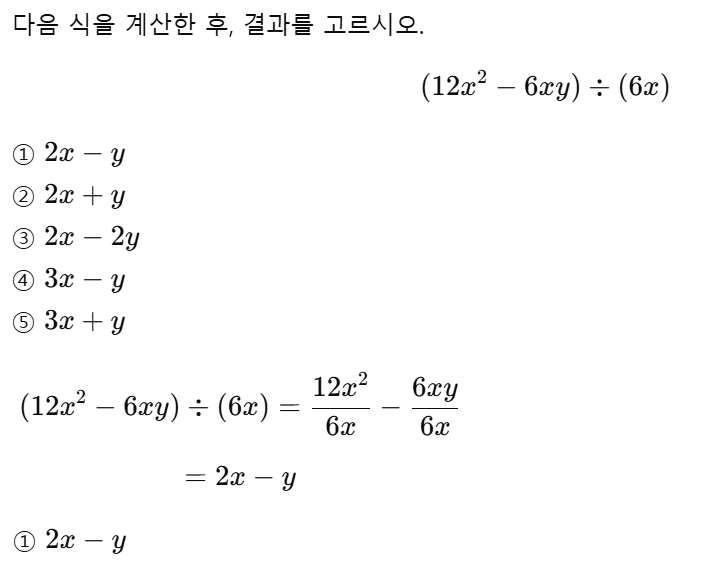 다음 식을 계산한 후, 결과를 고르시오.
(12x² − 6xy) ÷ (6x)
① 2x − y
② 2x + y
③ 2x − 2y
④ 3x − y
⑤ 3x + y
(12x² − 6xy) ÷ (6x) = 12x²/6x − 6xy/6x
= 2x − y
① 2x − y